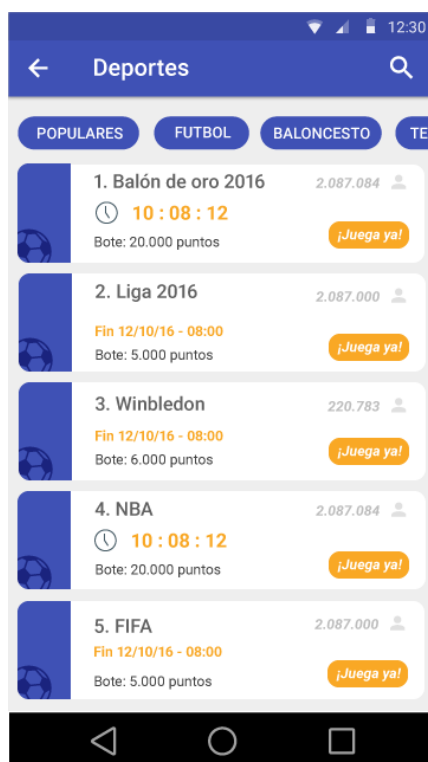 12:30
Deportes
POPULARES FUTBOL BALONCESTO TE
1. Balón de oro 2016 2.087.084
10 : 08 : 12
Bote: 20.000 puntos ¡Juega ya!
2. Liga 2016 2.087.000
Fin 12/10/16 - 08:00
Bote: 5.000 puntos ¡Juega ya!
3. Winbledon 220.783
Fin 12/10/16 - 08:00
Bote: 6.000 puntos ¡Juega ya!
4. NBA 2.087.084
10 : 08 : 12
Bote: 20.000 puntos ¡Juega ya!
5. FIFA 2.087.000
Fin 12/10/16 - 08:00
Bote: 5.000 puntos ¡Juega ya!